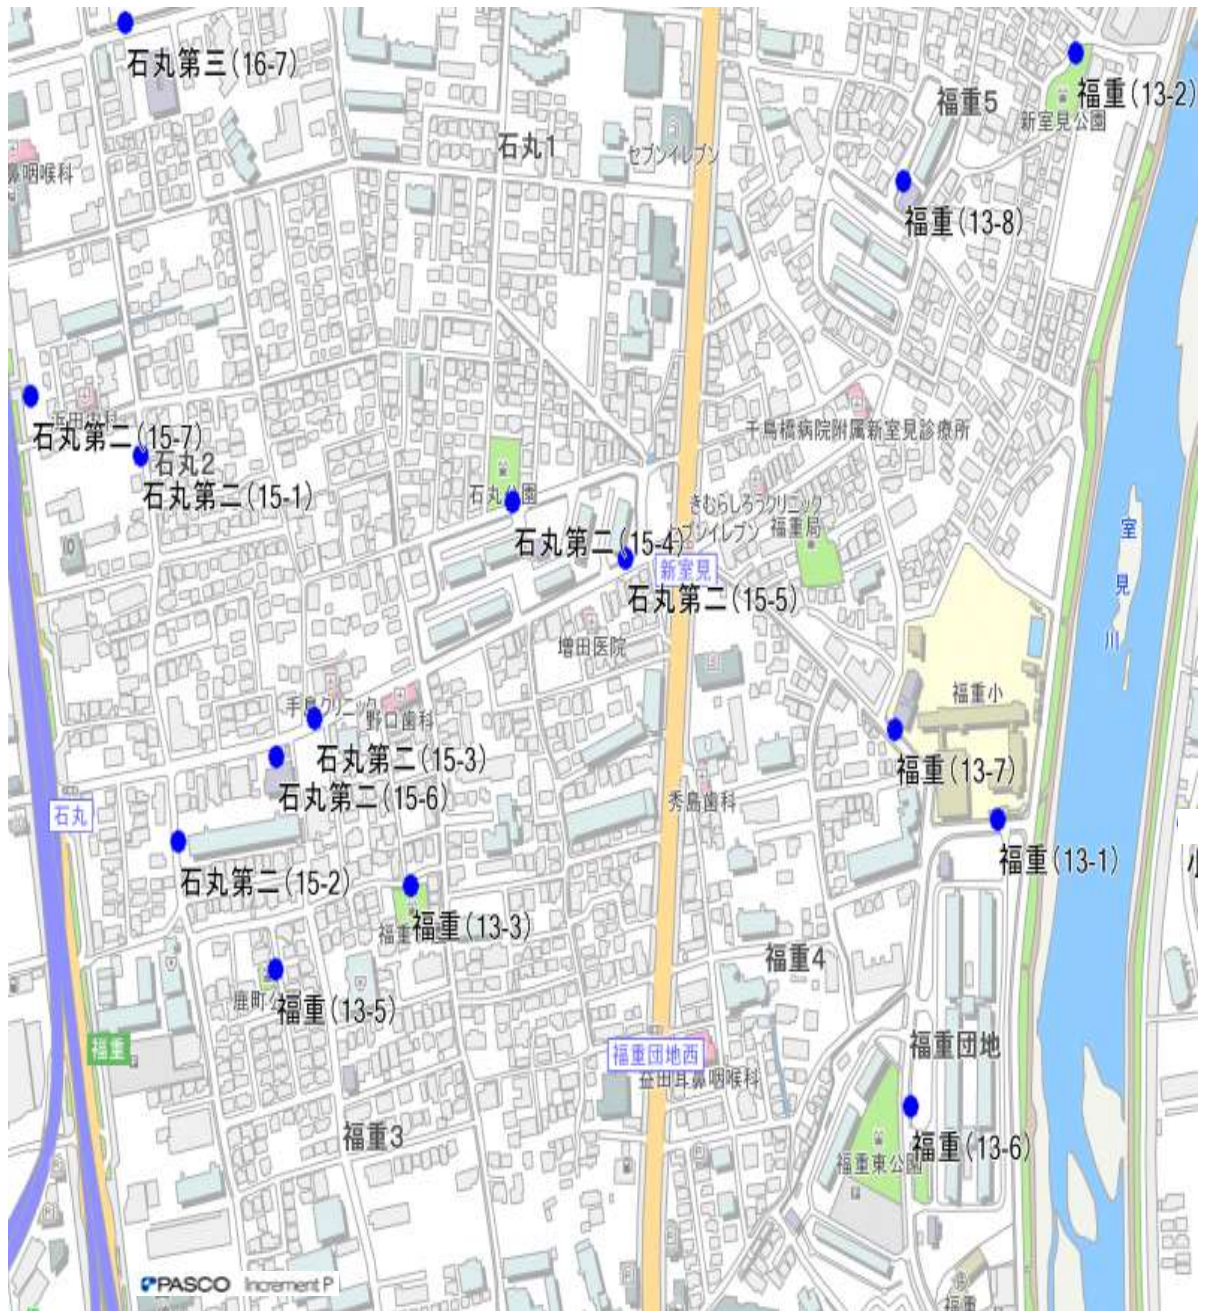 石丸第三(16-7)
福重(13-2)
福重5
新室見公園
石丸1
セブンイレブン
鼻咽喉科
福重(13-8)
石丸第二(15-7)
石丸2
石丸第二(15-1)
千鳥橋病院附属新室見診療所
石丸公園
きむらしろうクリニック
福重局
石丸第二(15-4)
ブンイレブン
新室見
石丸第二(15-5)
室見川
増田医院
福重小
野口歯科
石丸第二(15-3)
福重(13-7)
石丸第二(15-6)
秀島歯科
石丸
福重(13-1)
石丸第二(15-2)
福重(13-3)
福重4
福重(13-5)
福重
福重団地
福重団地西
益田耳鼻咽喉科
福重3
福重(13-6)
福重東公園
PASCO Increment P
福重